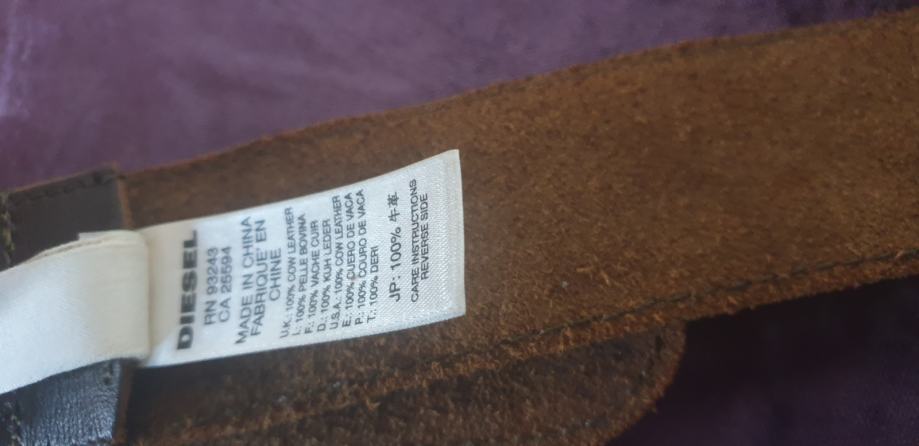 DIESEL
RN 93243
CA 25594
MADE IN CHINA
FABRIQUE' EN
CHINE
U.K.: 100% COW LEATHER
I.: 100% PELLE BOVINA
F.: 100% VACHE CUIR
D.: 100% KUH LEDER
U.S.A.: 100% COW LEATHER
E.: 100% CUERO DE VACA
P.: 100% COURO DE VACA
T.: 100% DERI
JP: 100% 牛革
CARE INSTRUCTIONS
REVERSE SIDE